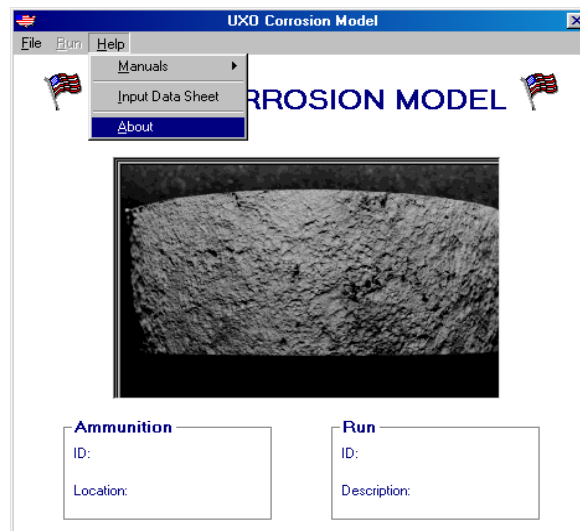 UXO Corrosion Model
File Run Help
Manuals
Input Data Sheet
About
RROSION MODEL
Ammunition
ID:
Location:
Run
ID:
Description: